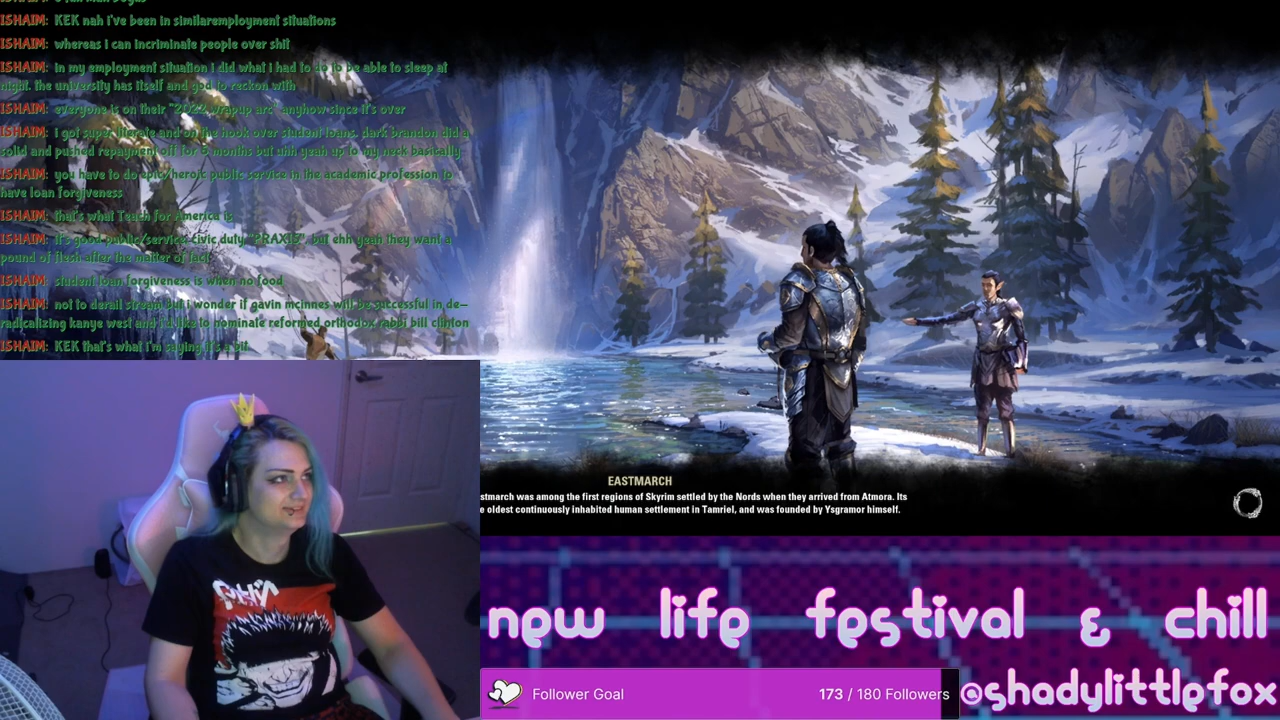 ISHAIM: KEK nah i've been in similaremployment situations
ISHAIM: whereas i can incriminate people over shit
ISHAIM: in my employment situation i did what i had to do to be able to sleep at
night. the university has itself and god to reckon with
ISHAIM: everyone is on their "2022 wrapup arc" anyhow since it's over
ISHAIM: i got super literate and on the hook over student loans. dark brandon did a
solid and pushed repayment off for 6 months but uhh yeah up to my neck basically
ISHAIM: you have to do epic/heroic public service in the academic profession to
have loan forgiveness
ISHAIM: that's what Teach for America is
ISHAIM: it's good public/service civic duty "PRAXIS", but ehh yeah they want a
pound of flesh after the matter of fact
ISHAIM: student loan forgiveness is when no food
ISHAIM: not to derail stream but i wonder if gavin mcinnes will be successful in de-
radicalizing kanye west and i'd like to nominate reformed orthodox rabbi bill clinton
ISHAIM: KEK that's what i'm saying it's a bit
EASTMARCH
stmarch was among the first regions of Skyrim settled by the Nords when they arrived from Atmora. Its
e oldest continuously inhabited human settlement in Tamriel, and was founded by Ysgramor himself.
new life festival & chill
Follower Goal 173 / 180 Followers
@shadylittlefox